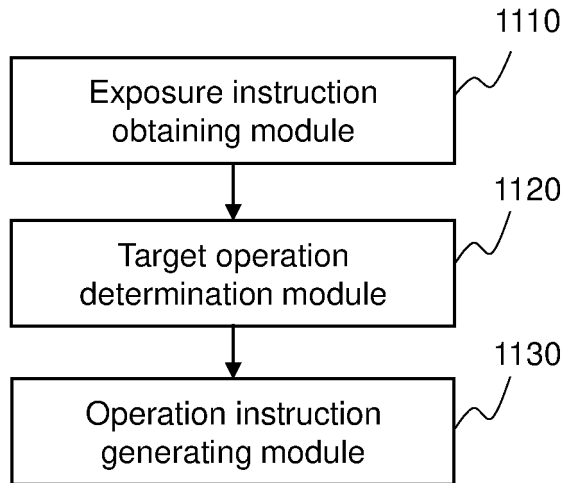 1110
Exposure instruction
obtaining module
1120
Target operation
determination module
1130
Operation instruction
generating module